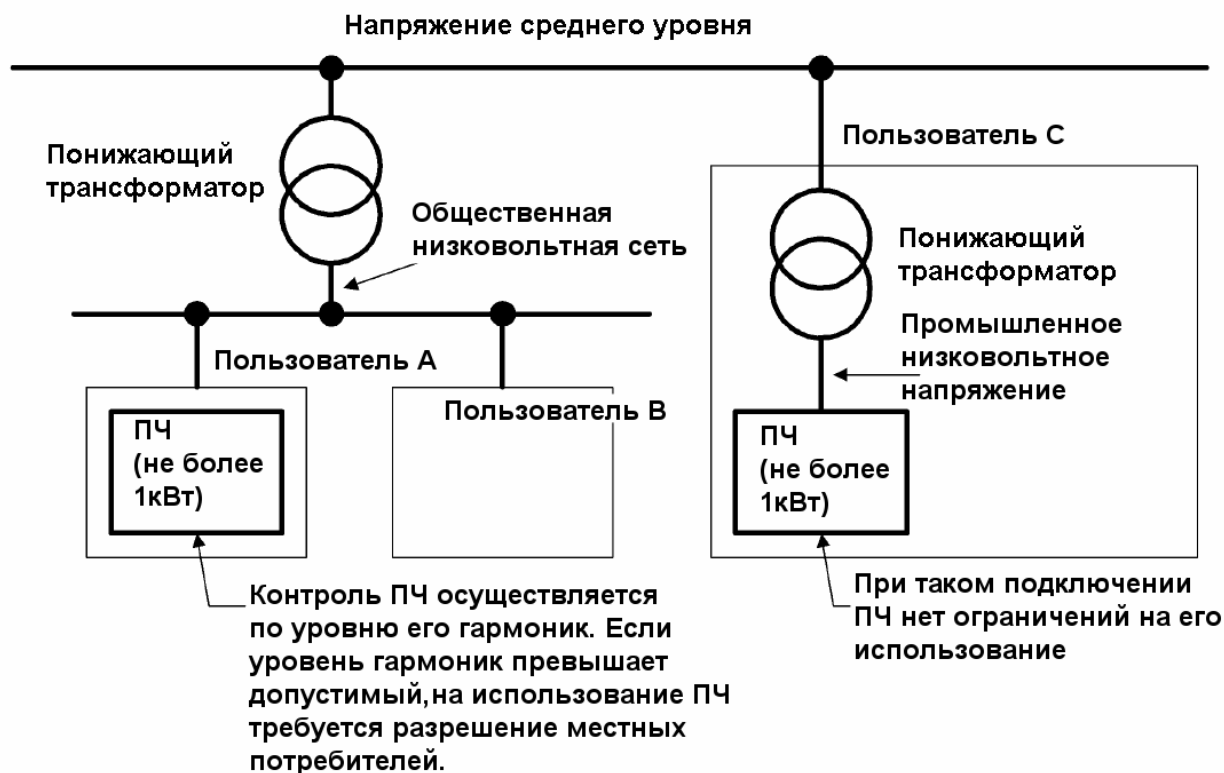 Напряжение среднего уровня
Понижающий
трансформатор
Общественная
низковольтная сеть
Пользователь А
ПЧ
(не более
1кВт)
Пользователь В
Контроль ПЧ осуществляется
по уровню его гармоник. Если
уровень гармоник превышает
допустимый,на использование ПЧ
требуется разрешение местных
потребителей.
Пользователь С
Понижающий
трансформатор
Промышленное
низковольтное
напряжение
ПЧ
(не более
1кВт)
При таком подключении
ПЧ нет ограничений на его
использование